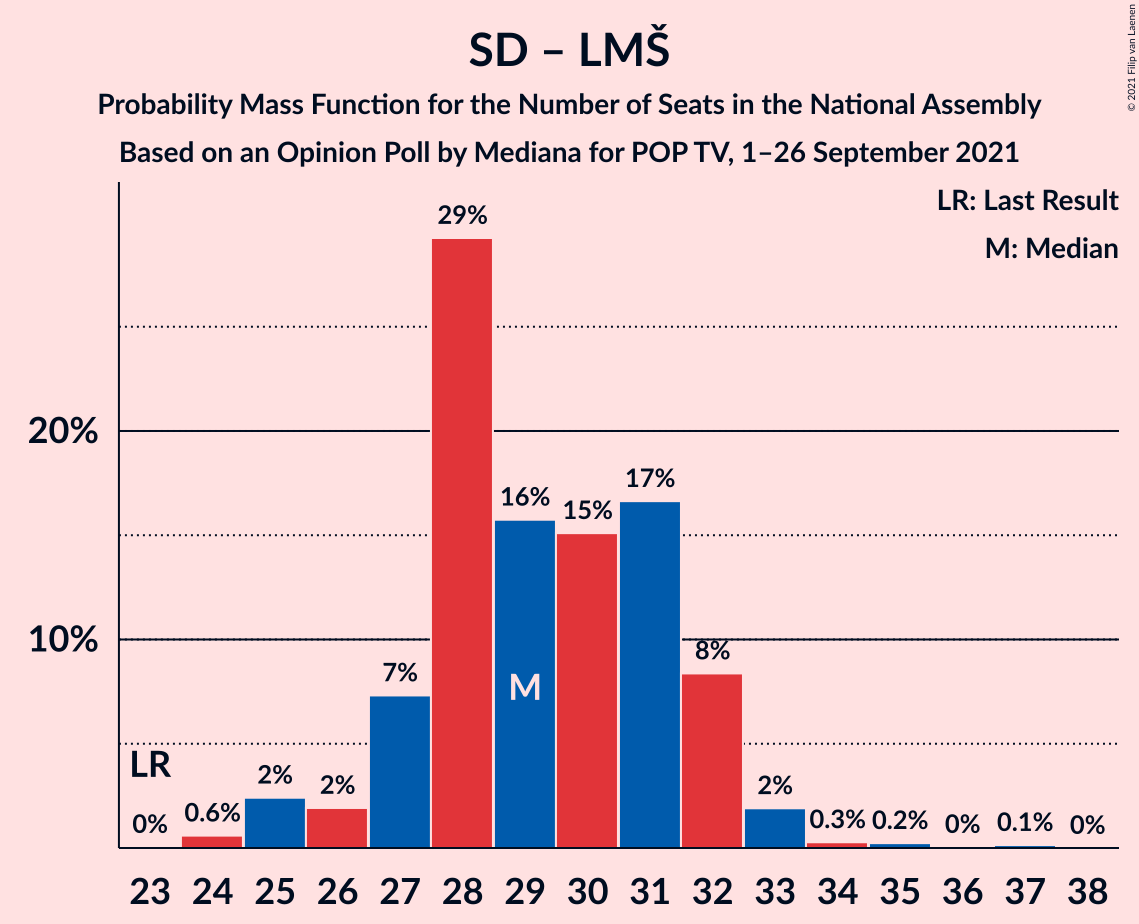 © 2021 Filip van Laenen
SD – LMŠ
Probability Mass Function for the Number of Seats in the National Assembly
Based on an Opinion Poll by Mediana for POP TV, 1–26 September 2021
LR: Last Result
M: Median
29%
20%
17%
16%
15%
10%
8%
7%
M
LR
2%
2%
2%
0%
0.6%
0.3%
0.2%
0%
0.1%
0%
23 24 25 26 27 28 29 30 31 32 33 34 35 36 37 38